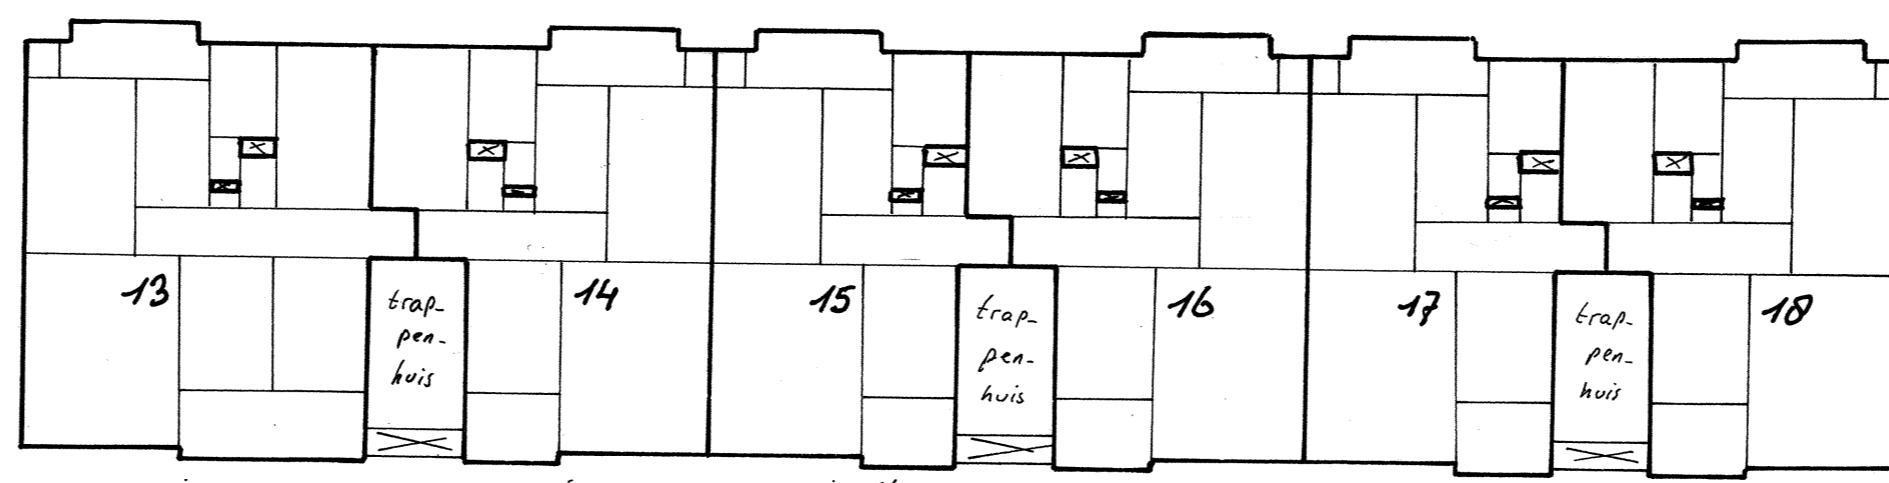 13
trap-
pen-
huis
14
15
trap-
pen-
huis
16
17
trap-
pen-
huis
18